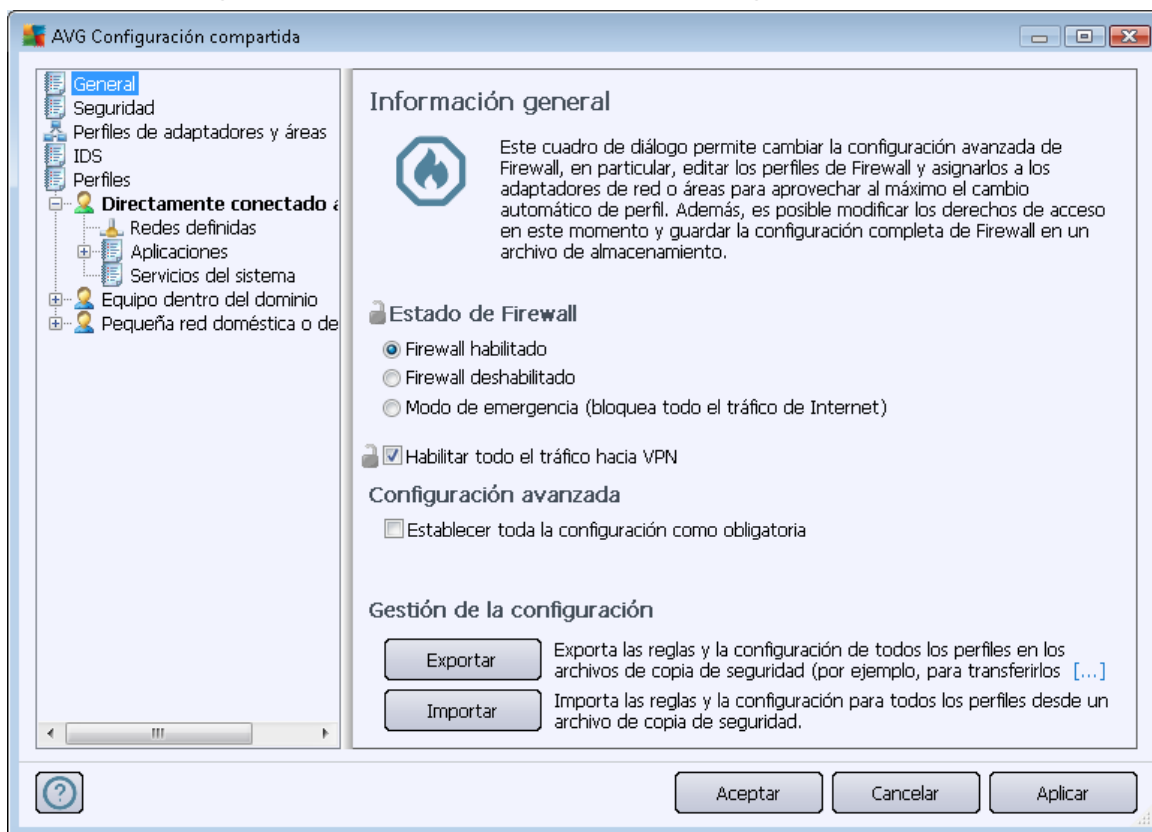 AVG Configuración compartida
General
Seguridad
Perfiles de adaptadores y áreas
IDS
Perfiles
Directamente conectado a
Redes definidas
Aplicaciones
Servicios del sistema
Equipo dentro del dominio
Pequeña red doméstica o de
Información general
Este cuadro de diálogo permite cambiar la configuración avanzada de
Firewall, en particular, editar los perfiles de Firewall y asignarlos a los
adaptadores de red o áreas para aprovechar al máximo el cambio
automático de perfil. Además, es posible modificar los derechos de acceso
en este momento y guardar la configuración completa de Firewall en un
archivo de almacenamiento.
Estado de Firewall
Firewall habilitado
Firewall deshabilitado
Modo de emergencia (bloquea todo el tráfico de Internet)
Habilitar todo el tráfico hacia VPN
Configuración avanzada
Establecer toda la configuración como obligatoria
Gestión de la configuración
Exportar
Exporta las reglas y la configuración de todos los perfiles en los
archivos de copia de seguridad (por ejemplo, para transferirlos [...]
Importar
Importa las reglas y la configuración para todos los perfiles desde un
archivo de copia de seguridad.
?
Aceptar
Cancelar
Aplicar